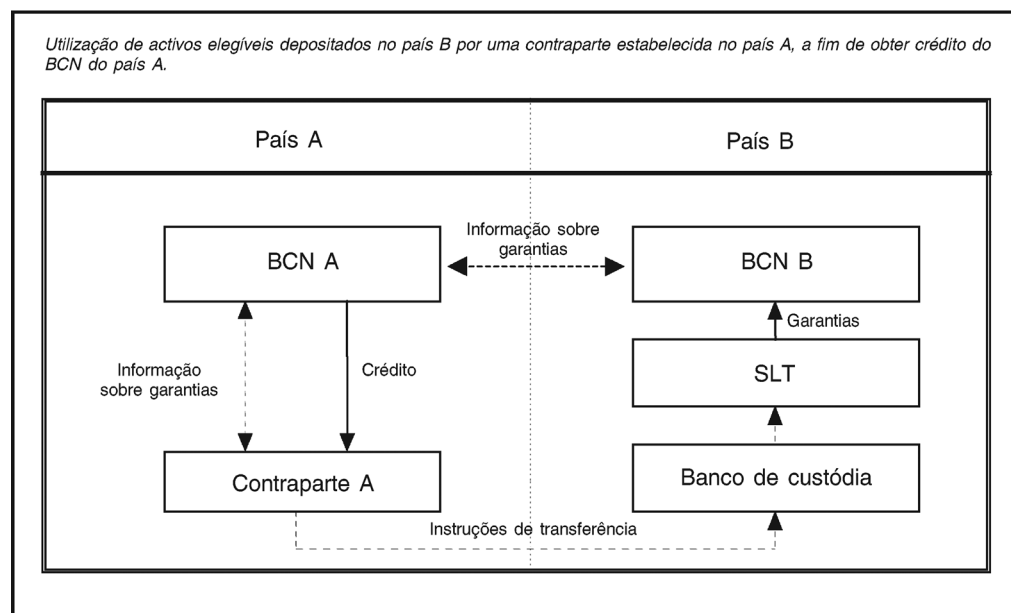 Utilização de activos elegíveis depositados no país B por uma contraparte estabelecida no país A, a fim de obter crédito do
BCN do país A.
País A
País B
Informação sobre
garantias
BCN A
BCN B
Garantias
Informação
sobre garantias
Crédito
SLT
Contraparte A
Banco de custódia
Instruções de transferência